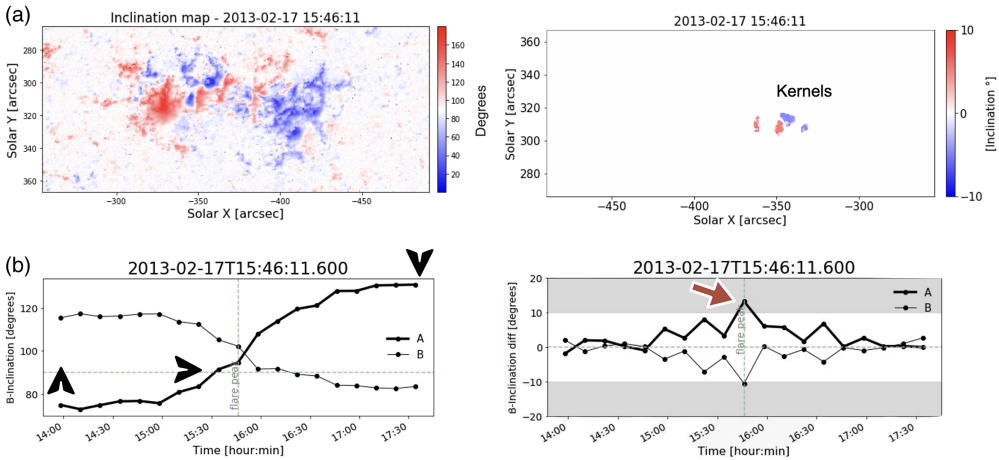 (a)
Inclination map - 2013-02-17 15:46:11
280
300
320
340
360
Solar Y [arcsec]
−300
−350
−400
−450
Solar X [arcsec]
160
140
120
100
80
60
40
20
Degrees
2013-02-17 15:46:11
360
340
320
300
280
Solar Y [arcsec]
Kernels
−450
−400
−350
−300
Solar X [arcsec]
10
0
−10
[Inclination °]
(b)
2013-02-17T15:46:11.600
120
100
80
B-Inclination [degrees]
A
B
flare peak
14:00
14:30
15:00
15:30
16:00
16:30
17:00
17:30
Time [hour:min]
2013-02-17T15:46:11.600
20
10
0
−10
−20
B-Inclination diff [degrees]
A
B
14:00
14:30
15:00
15:30
16:00
16:30
17:00
17:30
Time [hour:min]